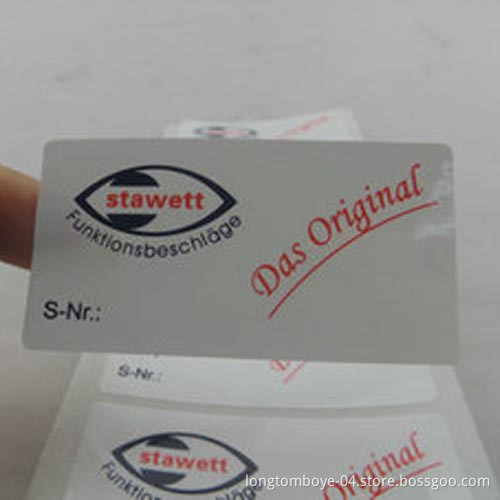 stawett
Funktionsbeschläge
Das Original
S-Nr.:
S-Nr.:
stawett
Funktionsbeschläge
Das Original
longtomboye-04.store.bossgoo.com